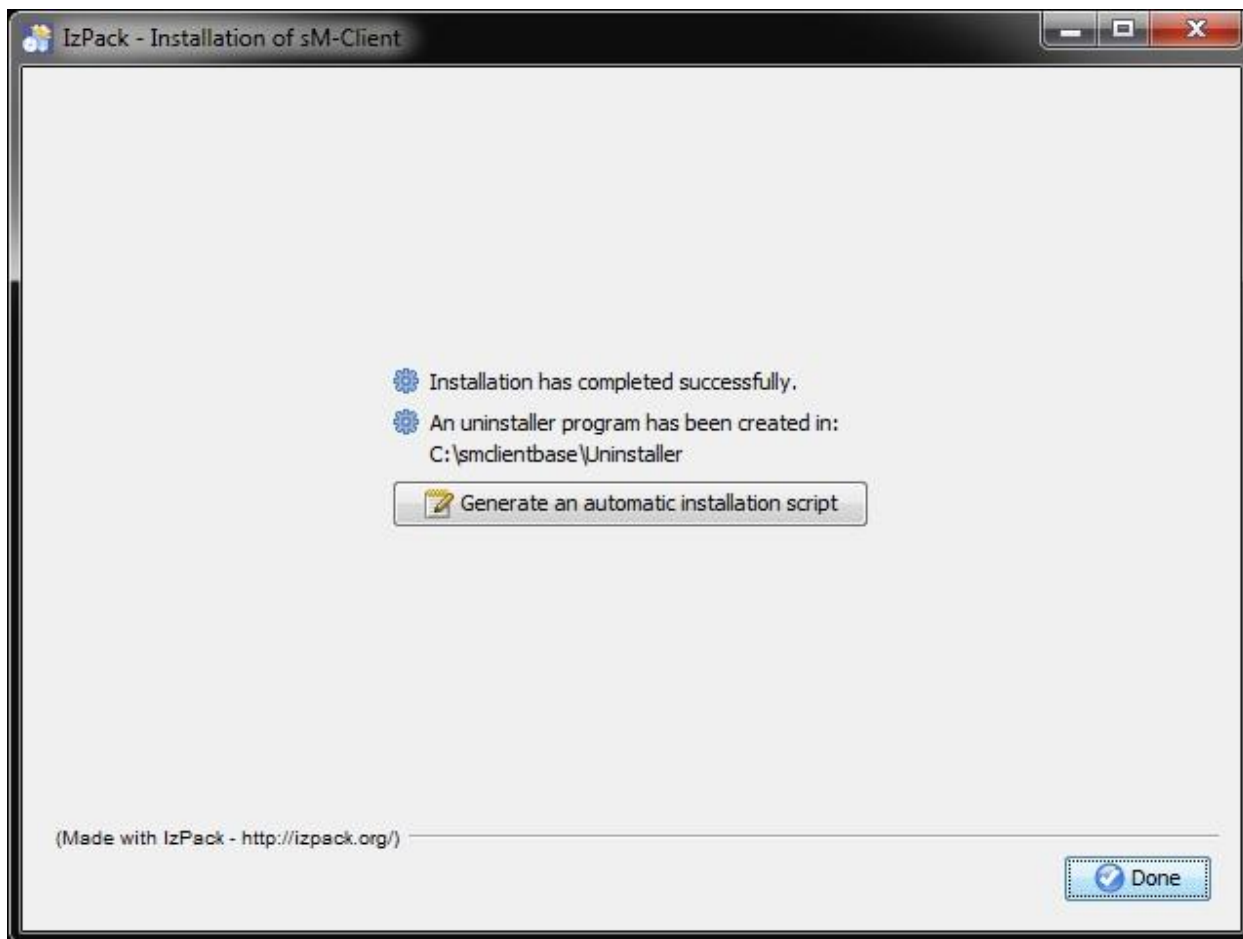 IzPack - Installation of sM-Client
Installation has completed successfully.
An uninstaller program has been created in:
C:\smclientbase\Uninstaller
Generate an automatic installation script
(Made with IzPack - http://izpack.org/)
Done